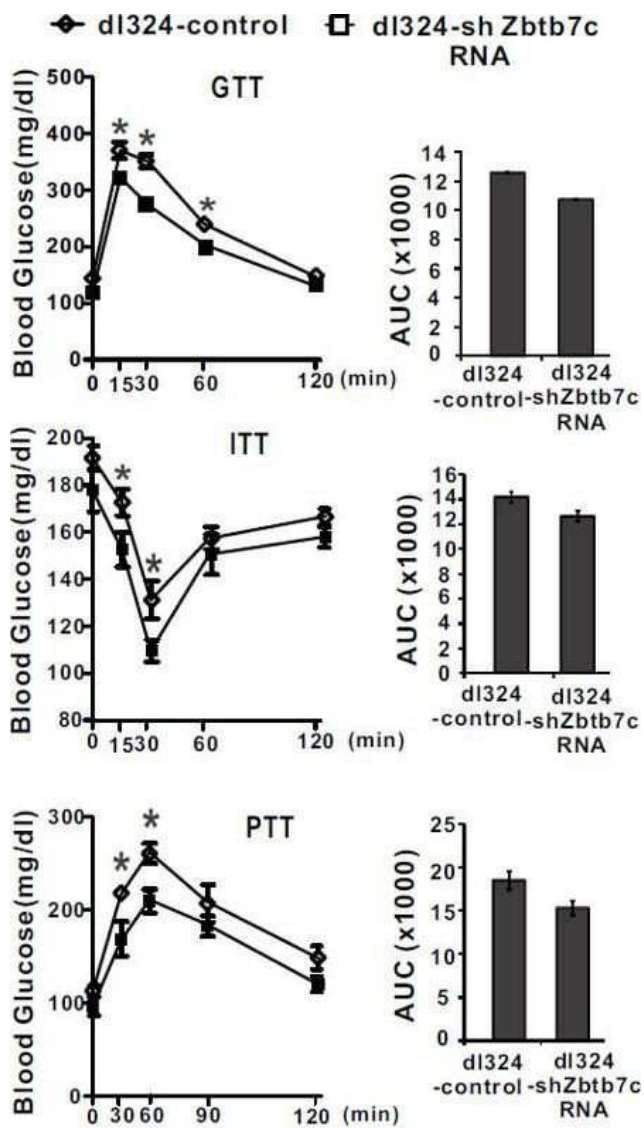 dl324-control dl324-sh Zbtb7c
RNA
GTT
Blood Glucose(mg/dl)
500
400
300
200
100
0
* * *
0 15 30 60 120 (min)
AUC (x1000)
14
12
10
8
6
4
2
0
dl324 dl324
-control -shZbtb7c
RNA
ITT
Blood Glucose(mg/dl)
200
180
160
140
120
100
80
* *
0 15 30 60 120 (min)
AUC (x1000)
16
14
12
10
8
6
4
2
0
dl324 dl324
-control -shZbtb7c
RNA
PTT
Blood Glucose(mg/dl)
300
200
100
0
* *
0 30 60 90 120 (min)
AUC (x1000)
25
20
15
10
5
0
dl324 dl324
-control -shZbtb7c
RNA